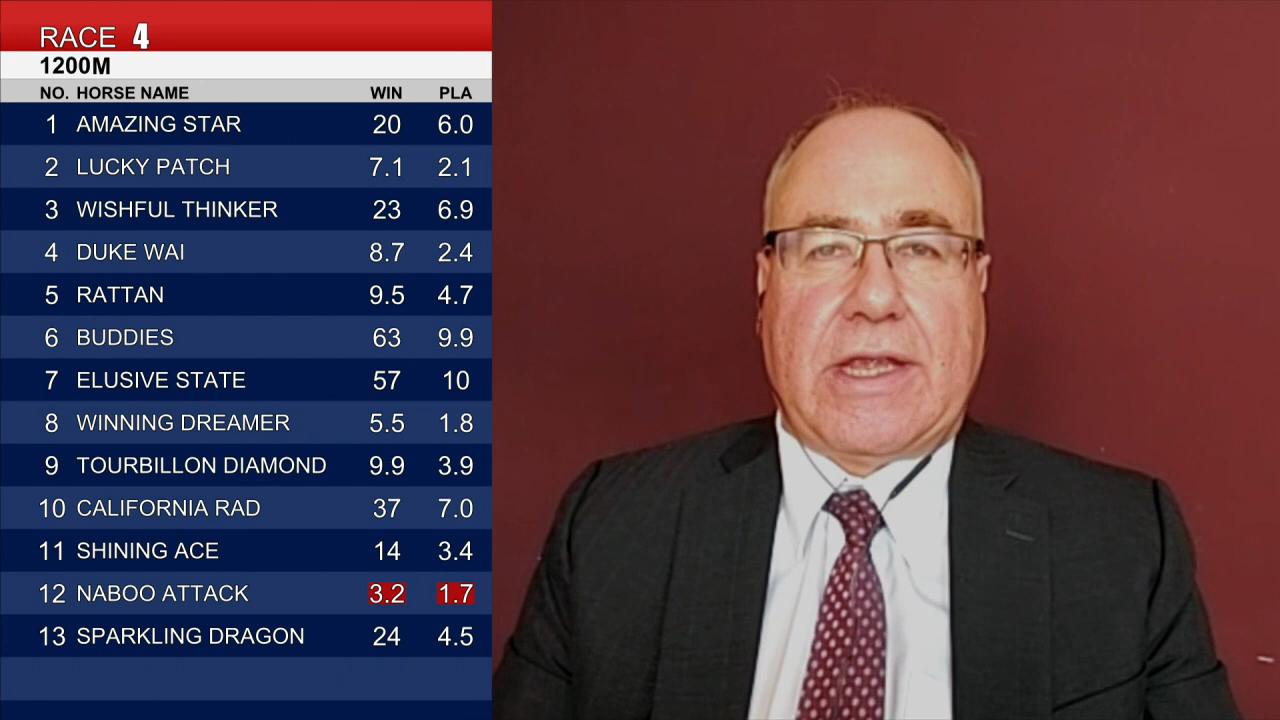 RACE 4
1200M
NO. HORSE NAME WIN PLA
1 AMAZING STAR 20 6.0
2 LUCKY PATCH 7.1 2.1
3 WISHFUL THINKER 23 6.9
4 DUKE WAI 8.7 2.4
5 RATTAN 9.5 4.7
6 BUDDIES 63 9.9
7 ELUSIVE STATE 57 10
8 WINNING DREAMER 5.5 1.8
9 TOURBILLON DIAMOND 9.9 3.9
10 CALIFORNIA RAD 37 7.0
11 SHINING ACE 14 3.4
12 NABOO ATTACK 3.2 1.7
13 SPARKLING DRAGON 24 4.5